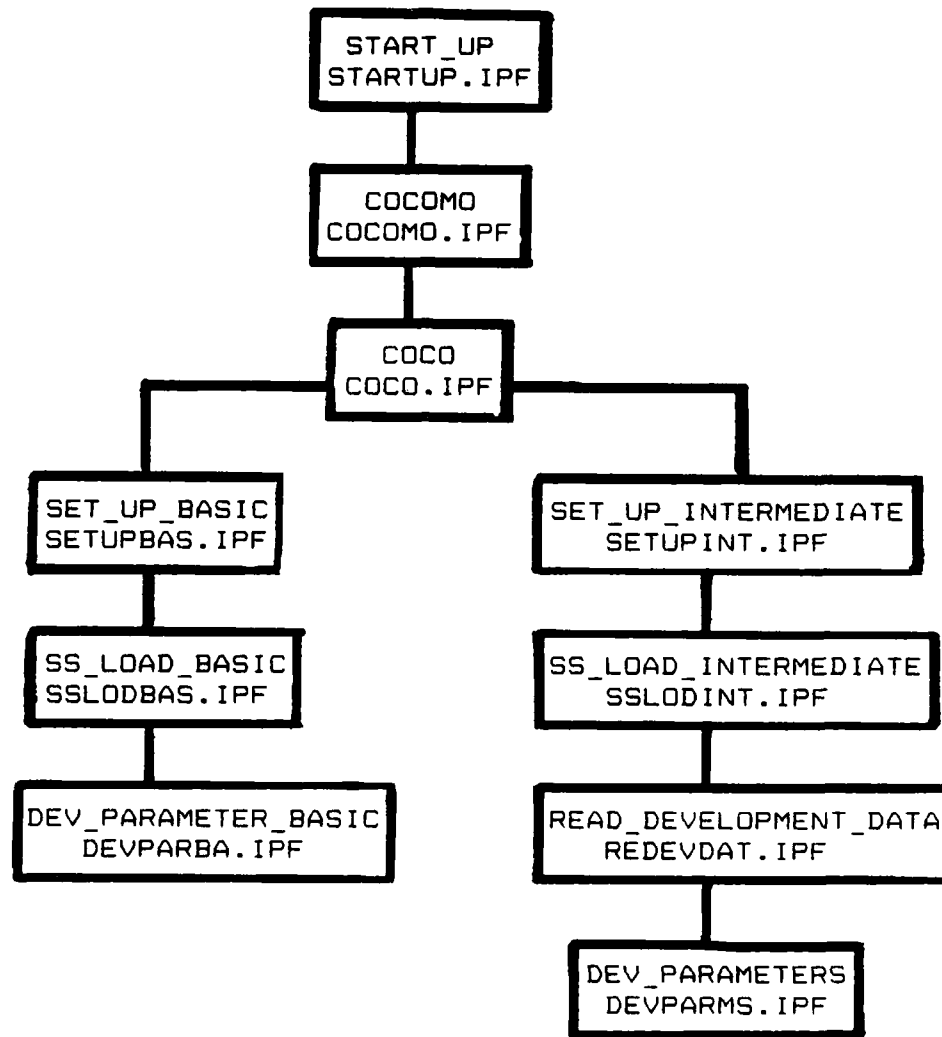 START_UP
STARTUP.IPF
COCOMO
COCOMO.IPF
COCO
COCO.IPF
SET_UP_BASIC
SETUPBAS.IPF
SS_LOAD_BASIC
SSLODBAS.IPF
DEV_PARAMETER_BASIC
DEVPARBA.IPF
SET_UP_INTERMEDIATE
SETUPINT.IPF
SS_LOAD_INTERMEDIATE
SSLODINT.IPF
READ_DEVELOPMENT_DATA
REDEVDAT.IPF
DEV_PARAMETERS
DEVPARMS.IPF